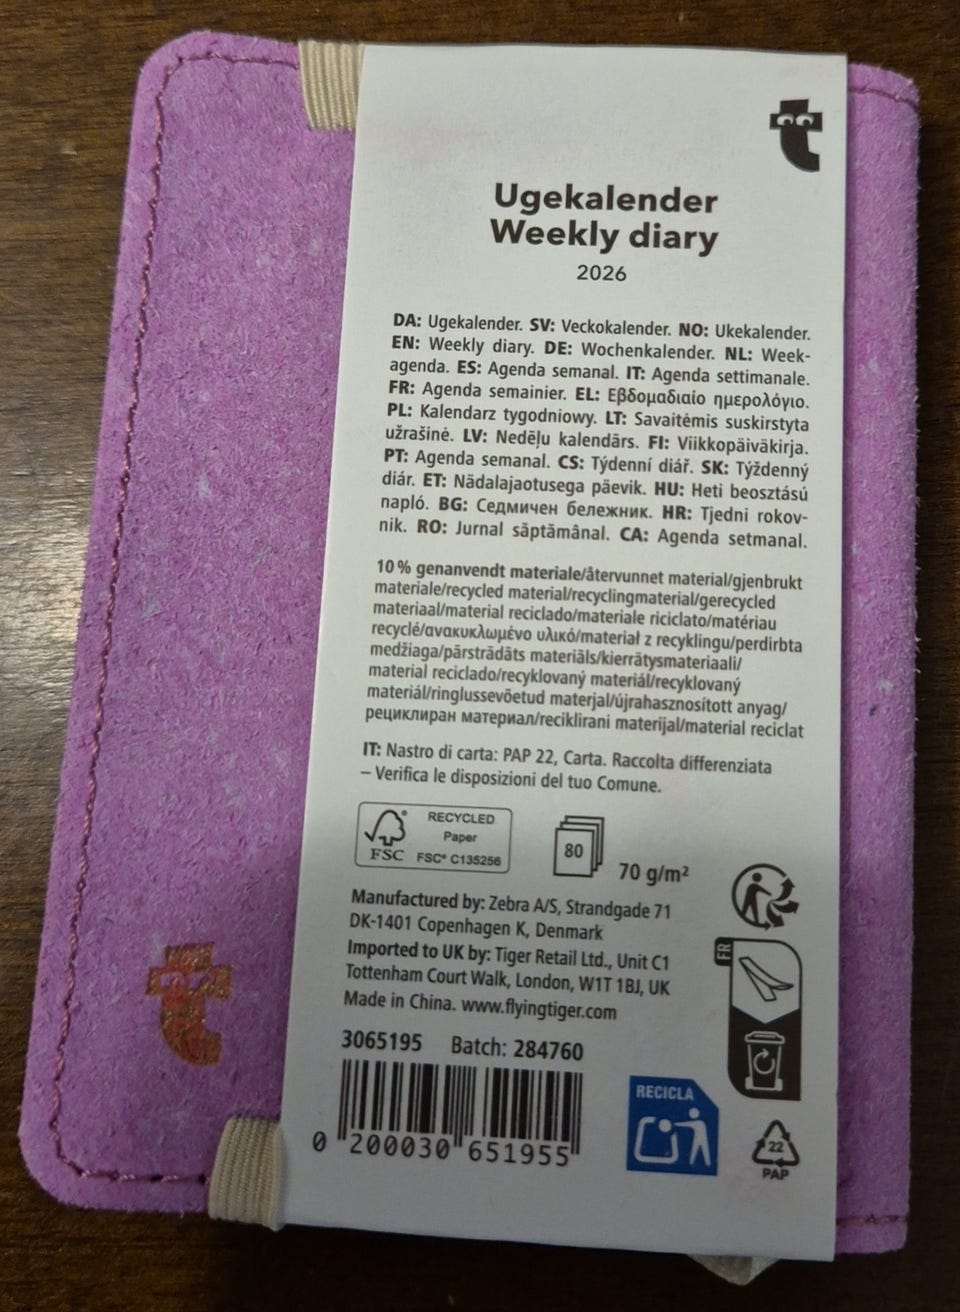 Ugekalender
Weekly diary
2026
DA: Ugekalender. SV: Veckokalender. NO: Ukekalender.
EN: Weekly diary. DE: Wochenkalender. NL: Week-
agenda. ES: Agenda semanal. IT: Agenda settimanale.
FR: Agenda semainier. EL: Εβδομαδιαίο ημερολόγιο.
PL: Kalendarz tygodniowy. LT: Savaitėmis suskirstyta
užrašinė. LV: Nedēļu kalendārs. FI: Viikkopäiväkirja.
PT: Agenda semanal. CS: Týdenní diář. SK: Týždenný
diár. ET: Nädalajaotusega päevik. HU: Heti beosztású
napló. BG: Седмичен бележник. HR: Tjedni rokov-
nik. RO: Jurnal săptămânal. CA: Agenda setmanal.
10 % genanvendt materiale/återvunnet material/gjenbrukt
materiale/recycled material/recyclingmaterial/gerecycled
materiaal/material reciclado/materiale riciclato/matériau
recyclé/ανακυκλωμένο υλικό/materiał z recyklingu/perdirbta
medžiaga/pārstrādāts materiāls/kierrätysmateriaali/
material reciclado/recyklovaný materiál/recyklovaný
materiál/ringlussevõetud materjal/újrahasznosított anyag/
рециклиран материал/reciklirani materijal/material reciclat
IT: Nastro di carta: PAP 22, Carta. Raccolta differenziata
– Verifica le disposizioni del tuo Comune.
FSC®
RECYCLED
Paper
FSC® C135256
80
70 g/m²
Manufactured by: Zebra A/S, Strandgade 71
DK-1401 Copenhagen K, Denmark
Imported to UK by: Tiger Retail Ltd., Unit C1
Tottenham Court Walk, London, W1T 1BJ, UK
Made in China. www.flyingtiger.com
FR
3065195 Batch: 284760
0 200030 651955
RECICLA
22
PAP